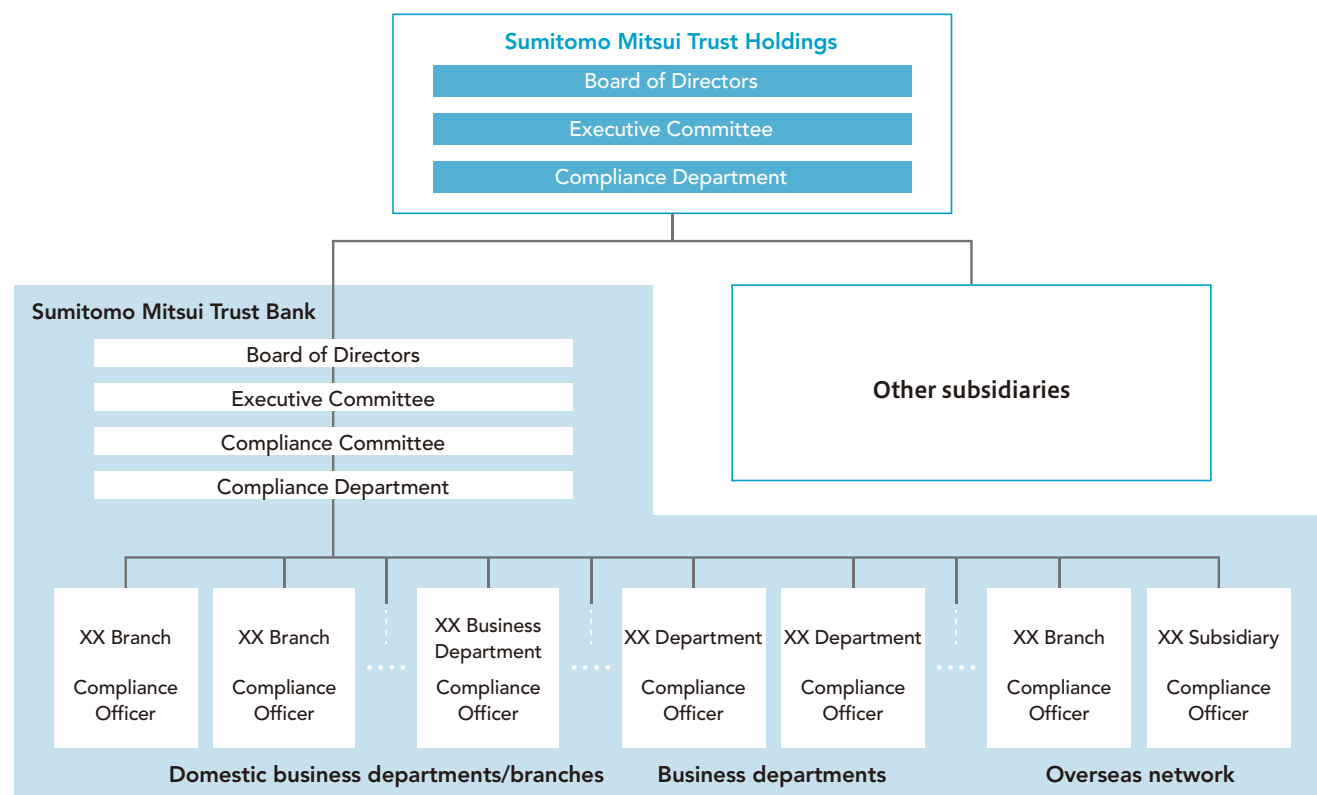 Sumitomo Mitsui Trust Holdings
Board of Directors
Executive Committee
Compliance Department
Sumitomo Mitsui Trust Bank
Board of Directors
Executive Committee
Compliance Committee
Compliance Department
Other subsidiaries
XX Branch
Compliance
Officer
XX Branch
Compliance
Officer
XX Business
Department
Compliance
Officer
XX Department
Compliance
Officer
XX Department
Compliance
Officer
XX Branch
Compliance
Officer
XX Subsidiary
Compliance
Officer
Domestic business departments/branches
Business departments
Overseas network